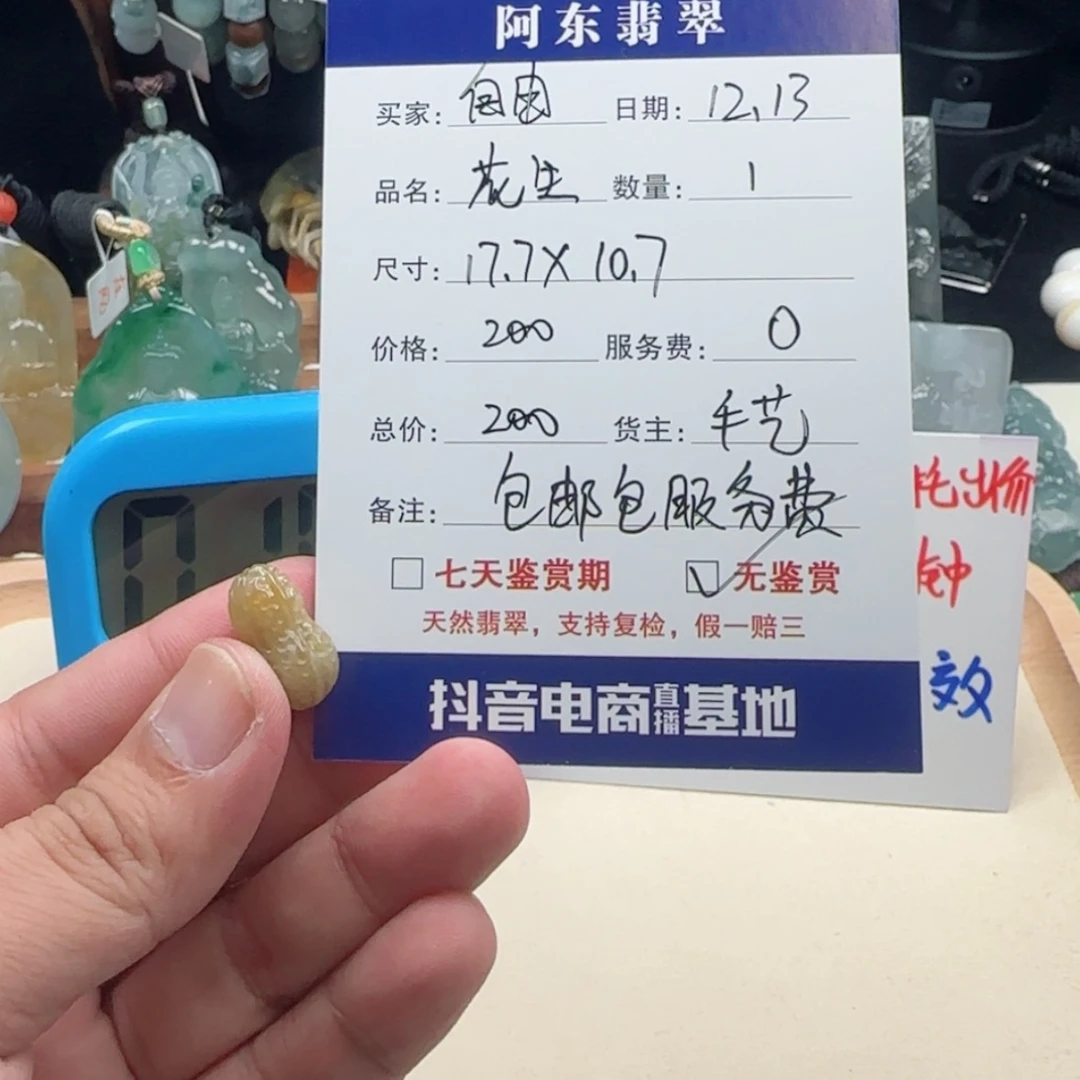 阿东翡翠
买家： 日期：12.13
品名：花生 数量：1
尺寸：17.7X10.7
价格：200 服务费：0
总价：200 货主：手艺
备注：包邮包服务费
七天鉴赏期 无鉴赏
天然翡翠，支持复检，假一赔三
抖音电商直播基地
出价
钟
效